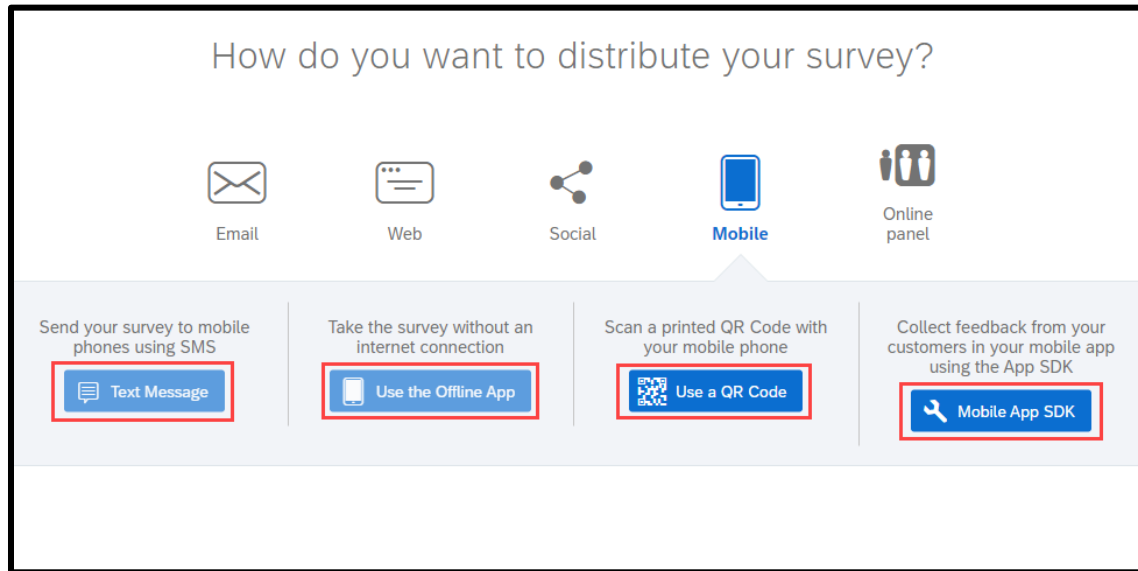 How do you want to distribute your survey?
Email
Web
Social
Mobile
Online
panel
Send your survey to mobile
phones using SMS
Text Message
Take the survey without an
internet connection
Use the Offline App
Scan a printed QR Code with
your mobile phone
Use a QR Code
Collect feedback from your
customers in your mobile app
using the App SDK
Mobile App SDK